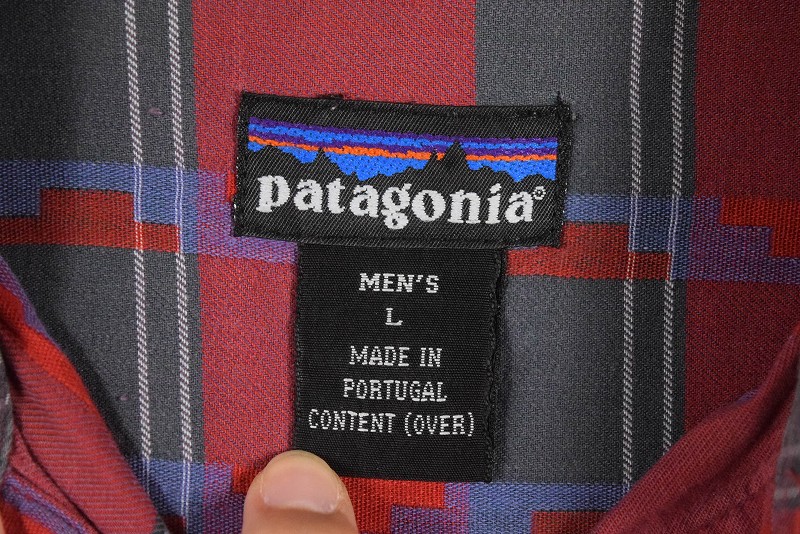 patagonia®
MEN'S
L
MADE IN
PORTUGAL
CONTENT (OVER)